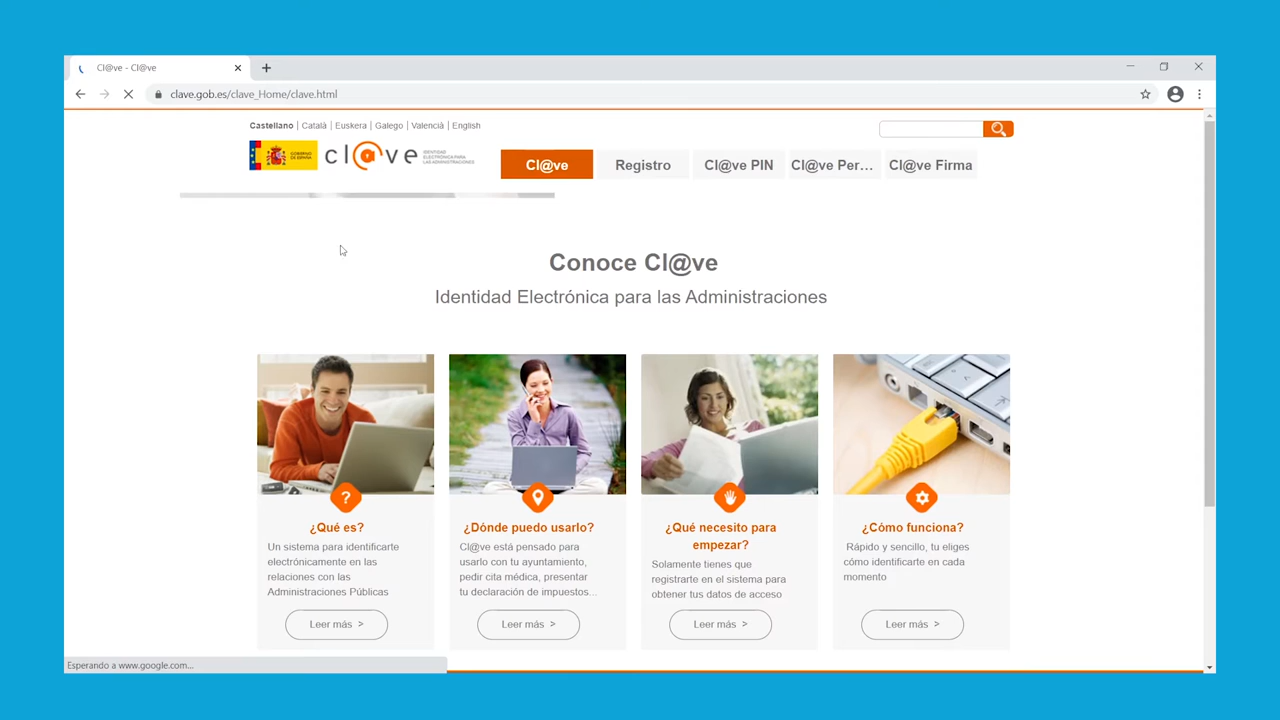 Cl@ve - Cl@ve
clave.gob.es/clave_Home/clave.html
Castellano | Català | Euskera | Galego | Valencià | English
GOBIERNO DE ESPAÑA
cl@ve
IDENTIDAD
ELECTRÓNICA PARA
LAS ADMINISTRACIONES
Cl@ve Registro Cl@ve PIN Cl@ve Per... Cl@ve Firma
Conoce Cl@ve
Identidad Electrónica para las Administraciones
¿Qué es?
Un sistema para identificarte
electrónicamente en las
relaciones con las
Administraciones Públicas
Leer más >
¿Dónde puedo usarlo?
Cl@ve está pensado para
usarlo con tu ayuntamiento,
pedir cita médica, presentar
tu declaración de impuestos...
Leer más >
¿Qué necesito para
empezar?
Solamente tienes que
registrarte en el sistema para
obtener tus datos de acceso
Leer más >
¿Cómo funciona?
Rápido y sencillo, tu eliges
cómo identificarte en cada
momento
Leer más >
Esperando a www.google.com...